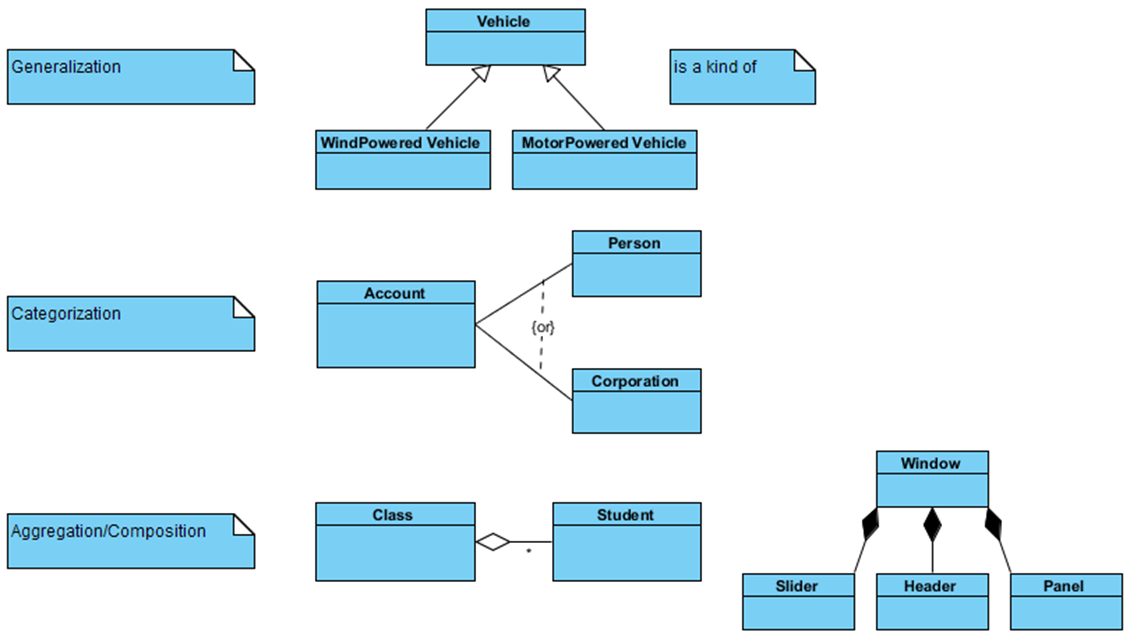 Vehicle
Generalization
is a kind of
WindPowered Vehicle
MotorPowered Vehicle
Person
Account
Categorization
{or}
Corporation
Window
Class
Student
Aggregation/Composition
*
Slider
Header
Panel